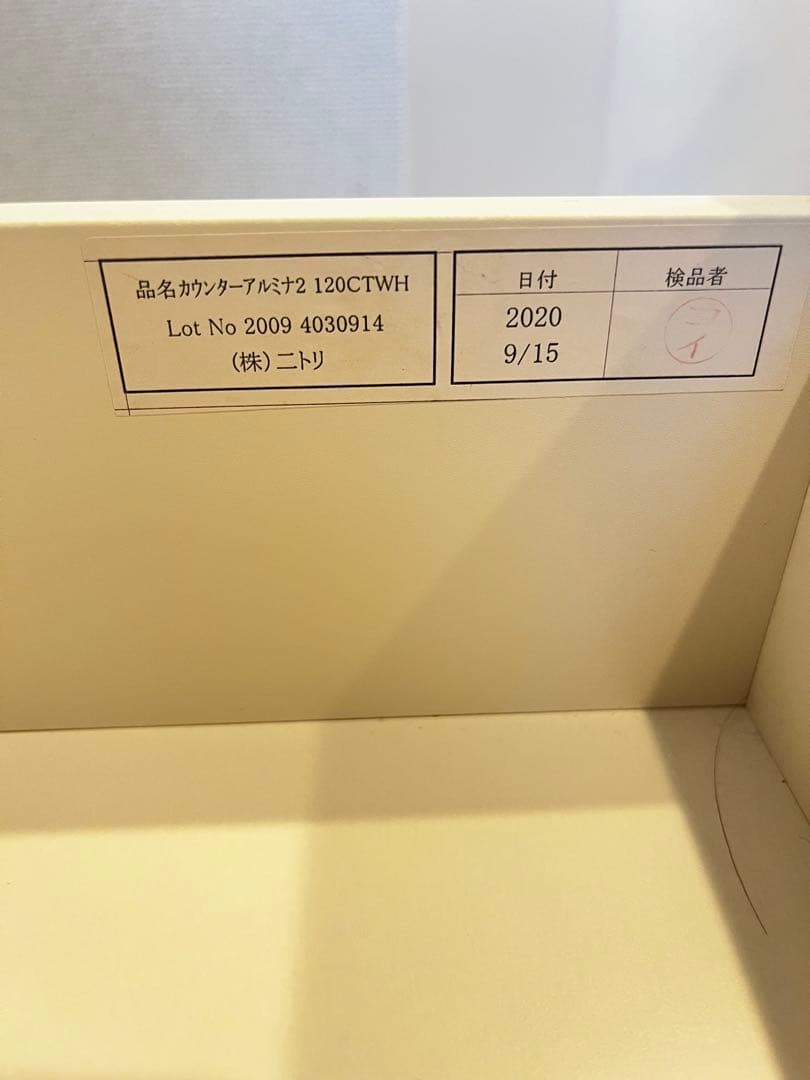 品名カウンターアルミナ2 120CTWH
Lot No 2009 4030914
(株)ニトリ
日付
検品者
2020
9/15